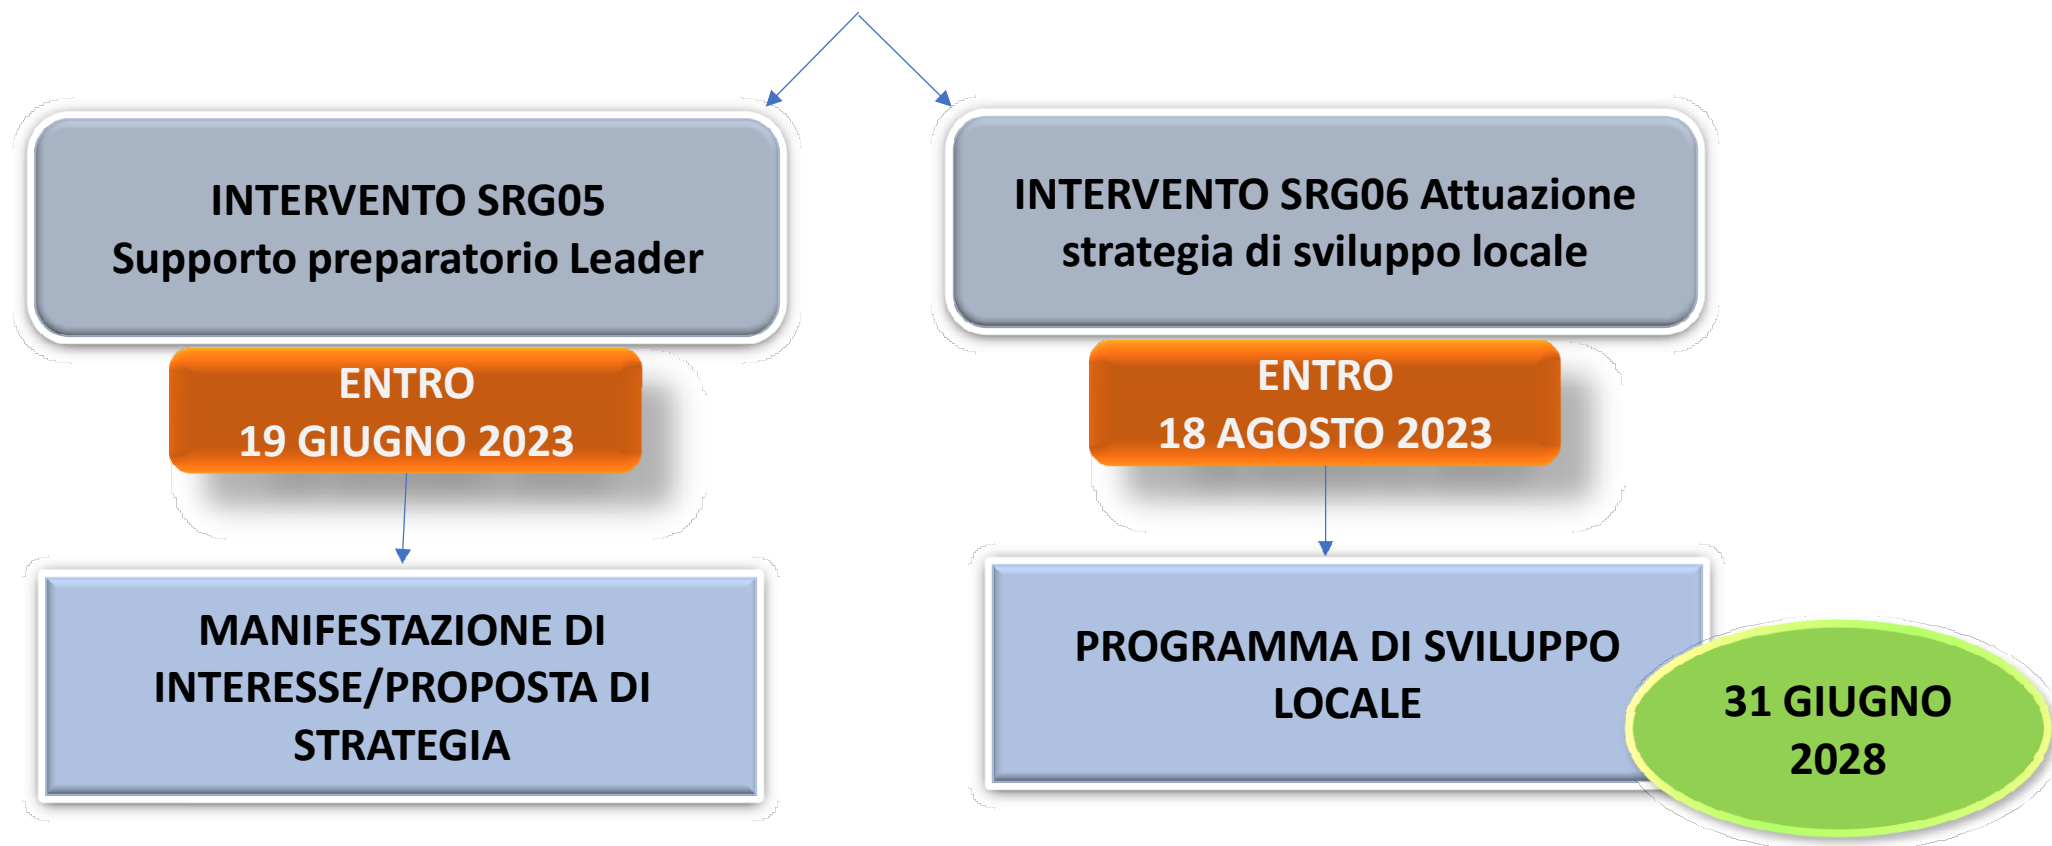 INTERVENTO SRG05
Supporto preparatorio Leader
ENTRO
19 GIUGNO 2023
MANIFESTAZIONE DI
INTERESSE/PROPOSTA DI
STRATEGIA
INTERVENTO SRG06 Attuazione
strategia di sviluppo locale
ENTRO
18 AGOSTO 2023
PROGRAMMA DI SVILUPPO
LOCALE
31 GIUGNO
2028